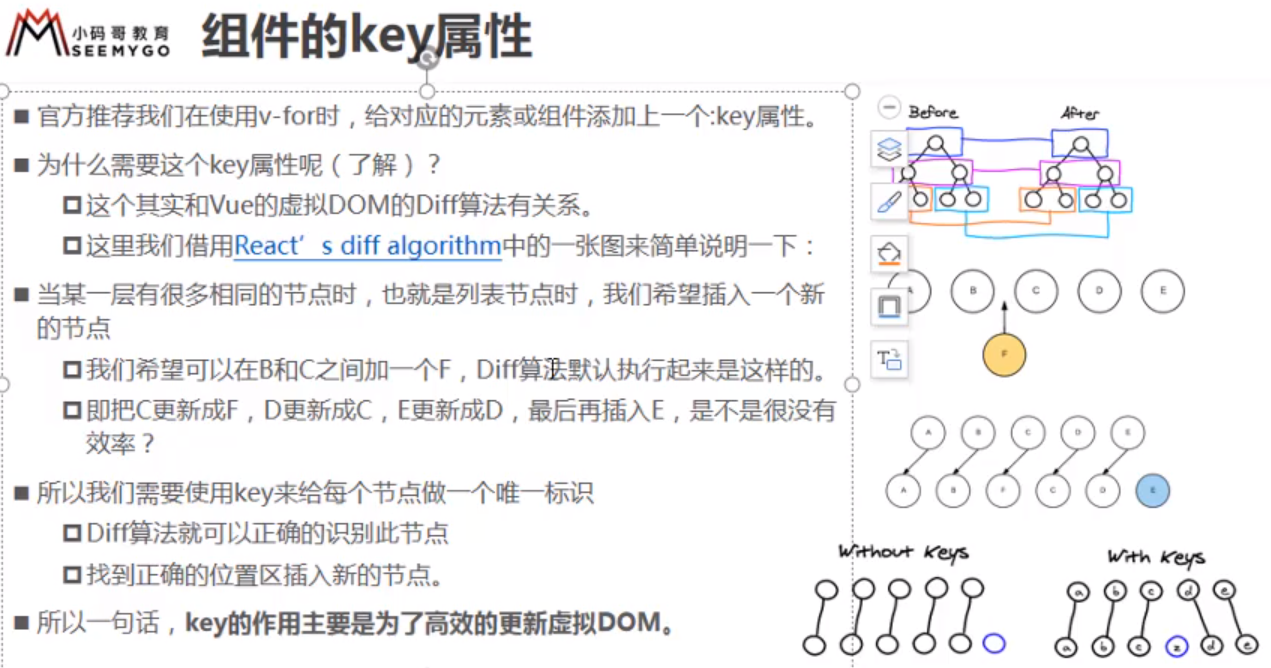 小码哥教育
SEEMYGO
组件的key属性
■ 官方推荐我们在使用v-for时，给对应的元素或组件添加上一个:key属性。
■ 为什么需要这个key属性呢（了解）？
这个其实和Vue的虚拟DOM的Diff算法有关系。
这里我们借用React's diff algorithm中的一张图来简单说明一下：
■ 当某一层有很多相同的节点时，也就是列表节点时，我们希望插入一个新
的节点
我们希望可以在B和C之间加一个F，Diff算法默认执行起来是这样的。
即把C更新成F，D更新成C，E更新成D，最后再插入E，是不是很没有
效率？
■ 所以我们需要使用key来给每个节点做一个唯一标识
Diff算法就可以正确的识别此节点
找到正确的位置区插入新的节点。
■ 所以一句话，key的作用主要是为了高效的更新虚拟DOM。
Before After
A B C D E
F
A B C D E
A B F C D E
Without Keys
With Keys
a b c d e
a b c z d e